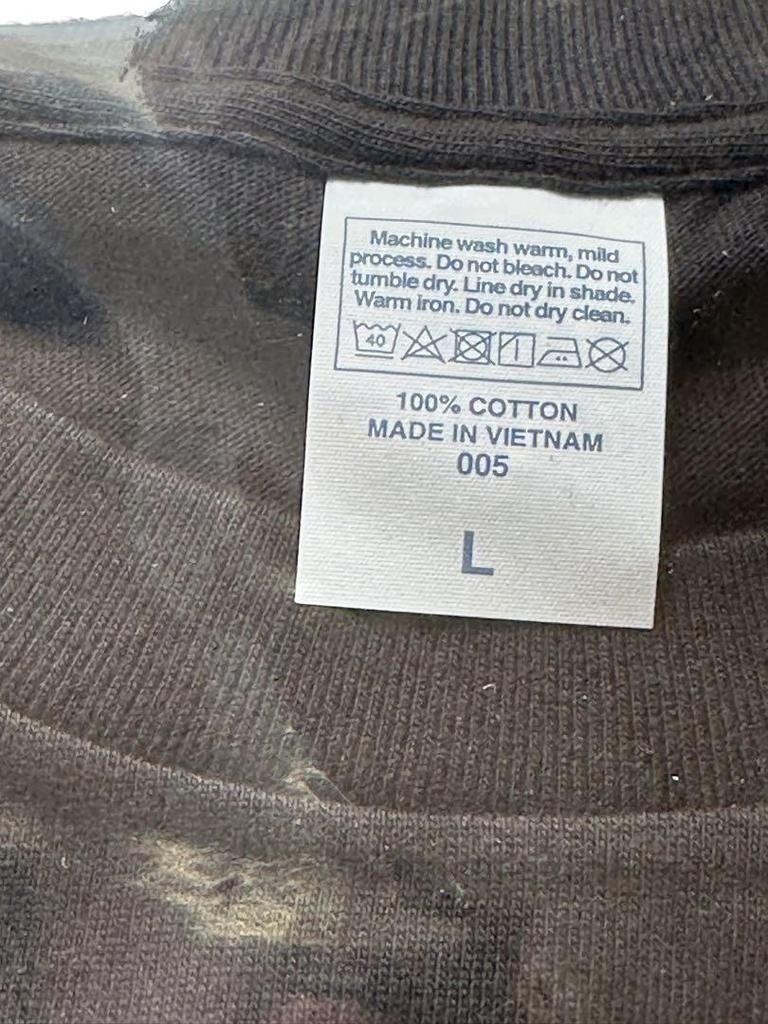 Machine wash warm, mild
process. Do not bleach. Do not
tumble dry. Line dry in shade.
Warm iron. Do not dry clean.
40
100% COTTON
MADE IN VIETNAM
005
L